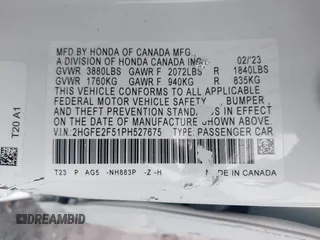 MFD.BY HONDA OF CANADA MFG.,
A DIVISION OF HONDA CANADA INC. 02/'23
GVWR 3880LBS GAWR F 2072LBS R 1840LBS
GVWR 1760KG GAWR F 940KG R 835KG
THIS VEHICLE CONFORMS TO ALL APPLICABLE
FEDERAL MOTOR VEHICLE SAFETY, BUMPER,
AND THEFT PREVENTION STANDARDS IN EFFECT
ON THE DATE OF MANUFACTURE SHOWN ABOVE.
VIN:2HGFE2F51PH527675 TYPE:PASSENGER CAR
T23 P AG5 -NH883P -Z -H MADE IN CANADA
T20 A1
DREAMBID